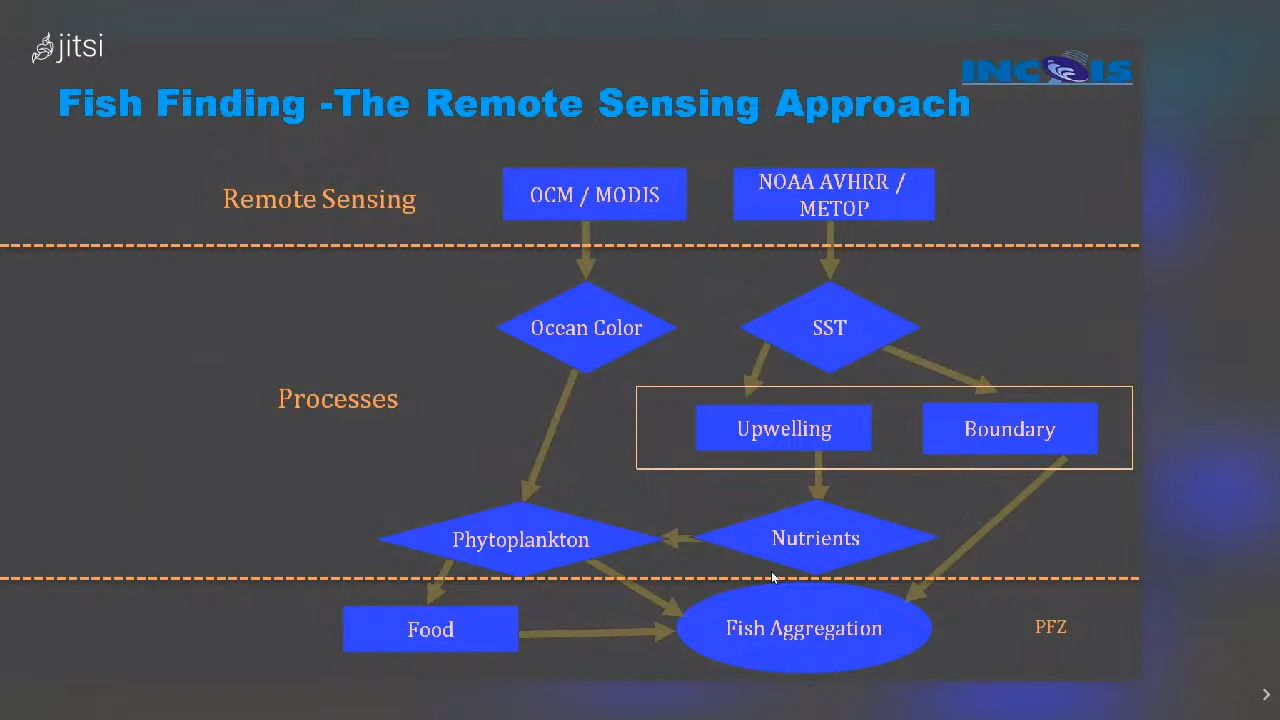 jitsi
INCOIS
Fish Finding -The Remote Sensing Approach
Remote Sensing
OCM / MODIS
NOAA AVHRR /
METOP
Ocean Color
SST
Processes
Upwelling
Boundary
Phytoplankton
Nutrients
Food
Fish Aggregation
PFZ